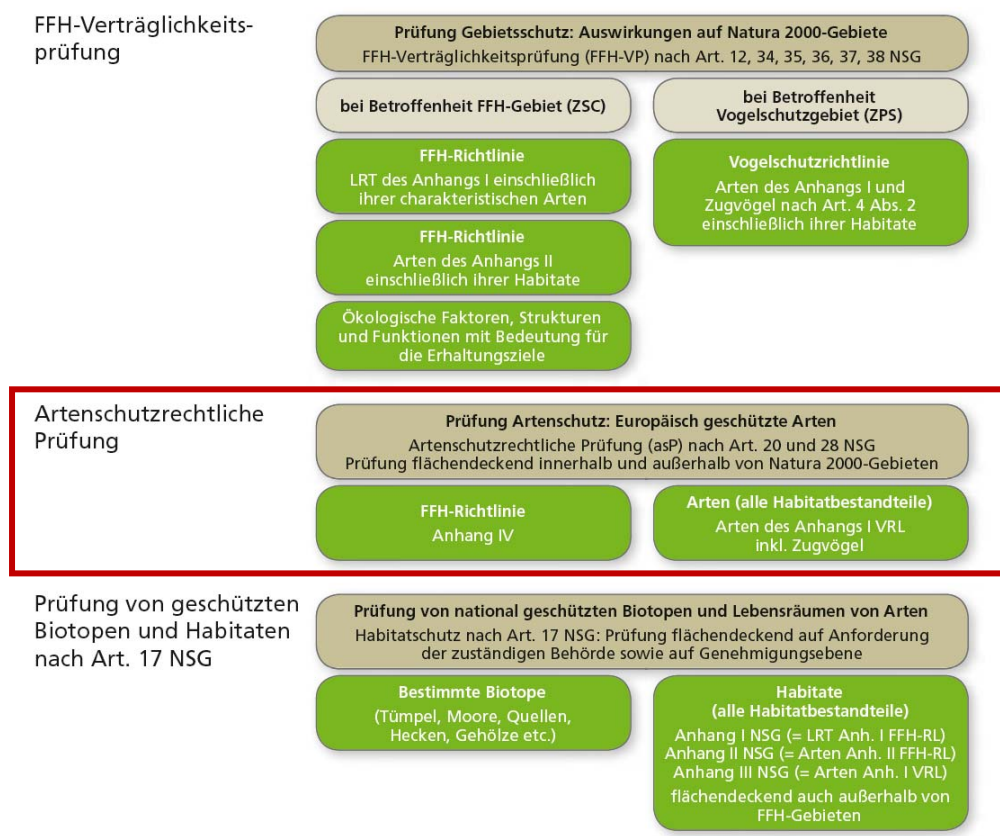 FFH-Verträglichkeits-
prüfung
Prüfung Gebietsschutz: Auswirkungen auf Natura 2000-Gebiete
FFH-Verträglichkeitsprüfung (FFH-VP) nach Art. 12, 34, 35, 36, 37, 38 NSG
bei Betroffenheit FFH-Gebiet (ZSC)
bei Betroffenheit
Vogelschutzgebiet (ZPS)
FFH-Richtlinie
LRT des Anhangs I einschließlich
ihrer charakteristischen Arten
Vogelschutzrichtlinie
Arten des Anhangs I und
Zugvögel nach Art. 4 Abs. 2
einschließlich ihrer Habitate
FFH-Richtlinie
Arten des Anhangs II
einschließlich ihrer Habitate
Ökologische Faktoren, Strukturen
und Funktionen mit Bedeutung für
die Erhaltungsziele
Artenschutzrechtliche
Prüfung
Prüfung Artenschutz: Europäisch geschützte Arten
Artenschutzrechtliche Prüfung (asP) nach Art. 20 und 28 NSG
Prüfung flächendeckend innerhalb und außerhalb von Natura 2000-Gebieten
FFH-Richtlinie
Anhang IV
Arten (alle Habitatbestandteile)
Arten des Anhangs I VRL
inkl. Zugvögel
Prüfung von geschützten
Biotopen und Habitaten
nach Art. 17 NSG
Prüfung von national geschützten Biotopen und Lebensräumen von Arten
Habitatschutz nach Art. 17 NSG: Prüfung flächendeckend auf Anforderung
der zuständigen Behörde sowie auf Genehmigungsebene
Bestimmte Biotope
(Tümpel, Moore, Quellen,
Hecken, Gehölze etc.)
Habitate
(alle Habitatbestandteile)
Anhang I NSG (= LRT Anh. I FFH-RL)
Anhang II NSG (= Arten Anh. II FFH-RL)
Anhang III NSG (= Arten Anh. I VRL)
flächendeckend auch außerhalb von
FFH-Gebieten